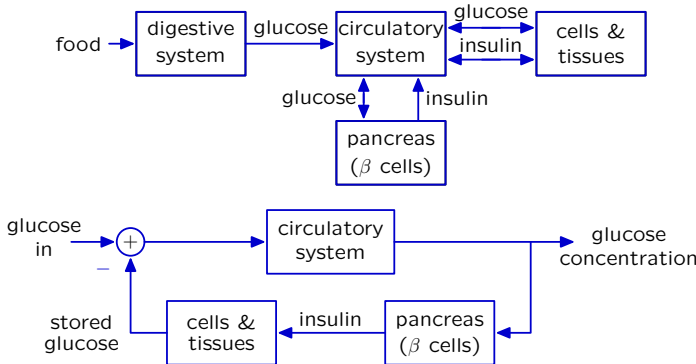 food
digestive
system
glucose
circulatory
system
glucose
insulin
cells &
tissues
glucose
insulin
pancreas
(β cells)
glucose
in
+
−
circulatory
system
glucose
concentration
stored
glucose
cells &
tissues
insulin
pancreas
(β cells)